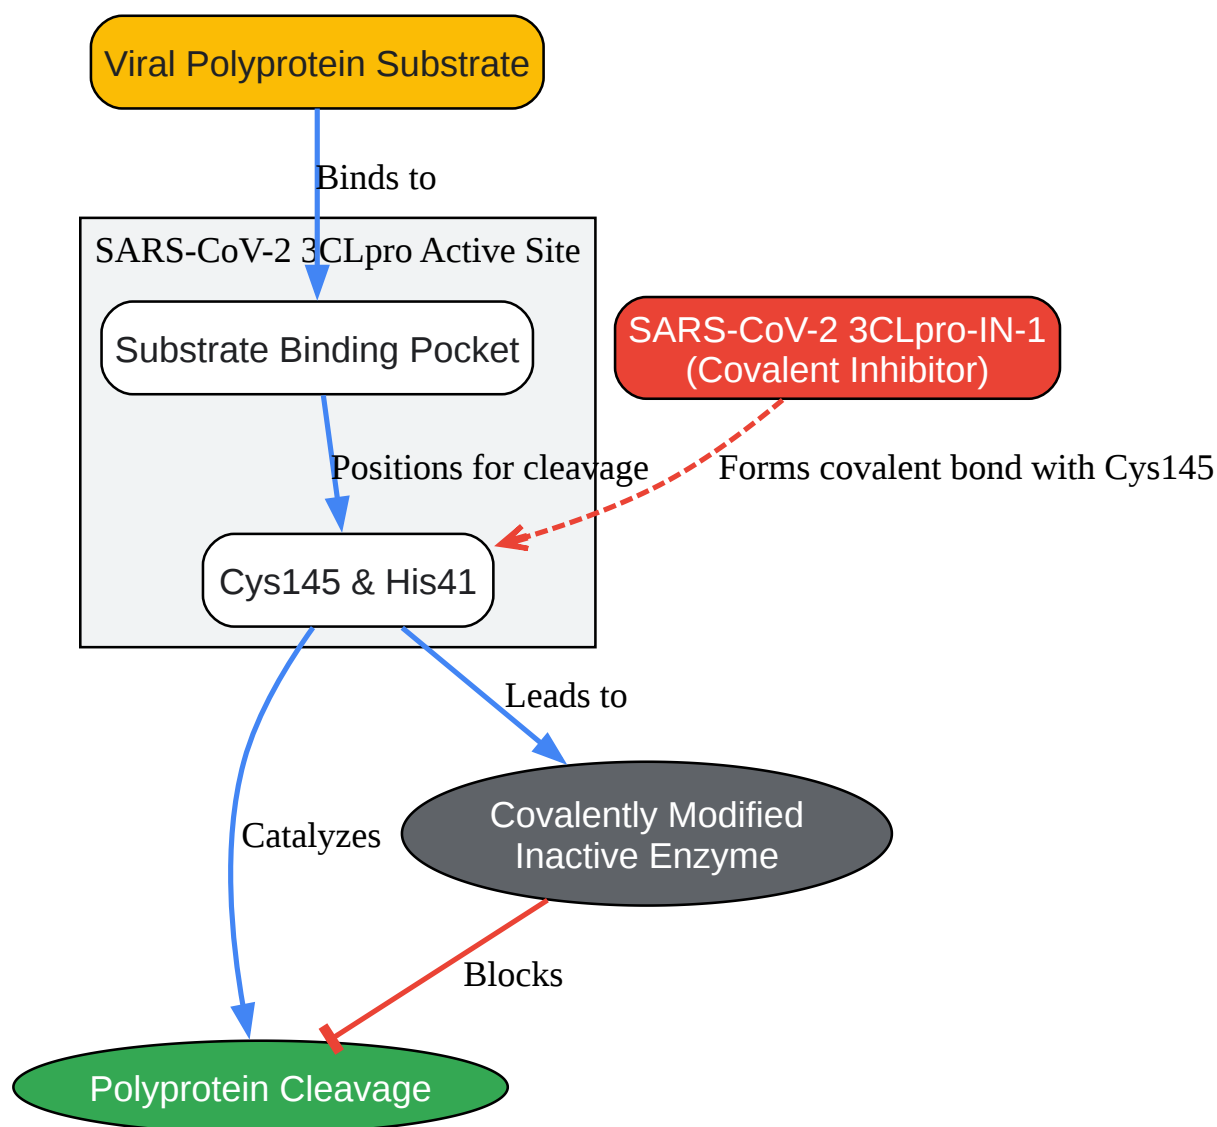 Viral Polyprotein Substrate
Binds to
SARS-CoV-2 3CLpro Active Site
Substrate Binding Pocket
SARS-CoV-2 3CLpro-IN-1
(Covalent Inhibitor)
Positions for cleavage
Forms covalent bond with Cys145
Cys145 & His41
Leads to
Catalyzes
Covalently Modified
Inactive Enzyme
Blocks
Polyprotein Cleavage